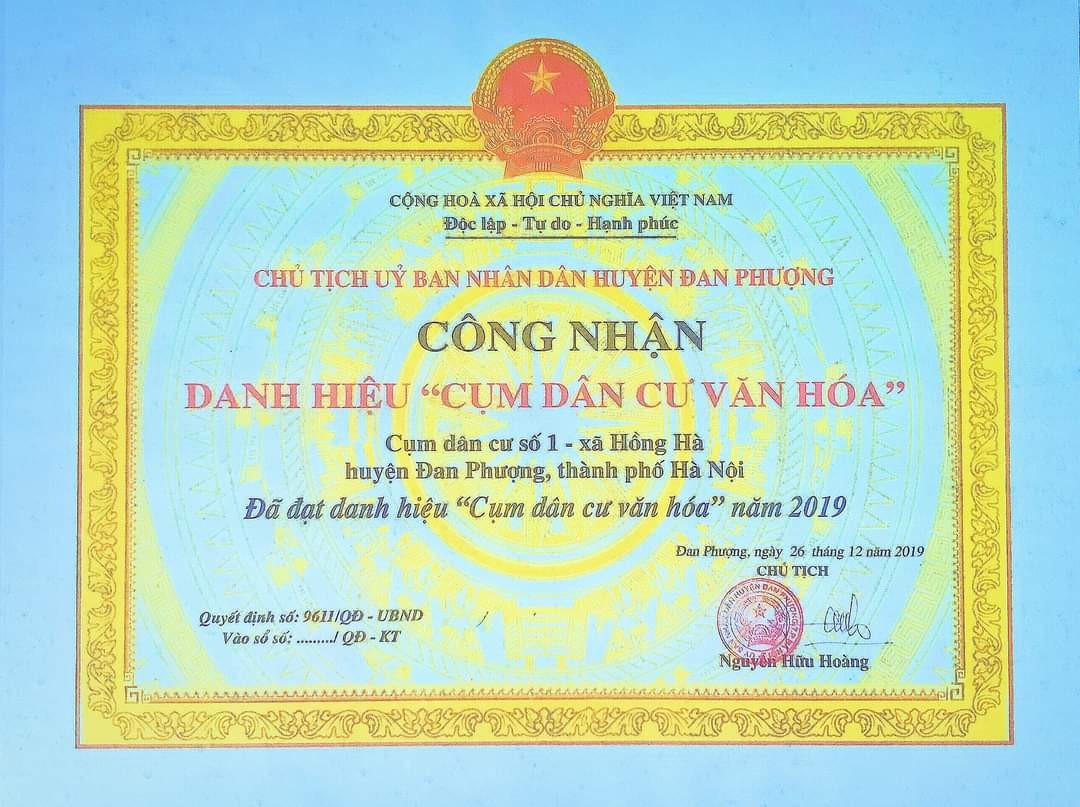 CỘNG HOÀ XÃ HỘI CHỦ NGHĨA VIỆT NAM
Độc lập - Tự do - Hạnh phúc
CHỦ TỊCH UỶ BAN NHÂN DÂN HUYỆN ĐAN PHƯỢNG
CÔNG NHẬN
DANH HIỆU “CỤM DÂN CƯ VĂN HÓA”
Cụm dân cư số 1 - xã Hồng Hà
huyện Đan Phượng, thành phố Hà Nội
Đã đạt danh hiệu “Cụm dân cư văn hóa” năm 2019
Đan Phượng, ngày 26 tháng 12 năm 2019
CHỦ TỊCH
Quyết định số: 9611/QĐ - UBND
Vào sổ số: ........./ QĐ - KT
Nguyễn Hữu Hoàng